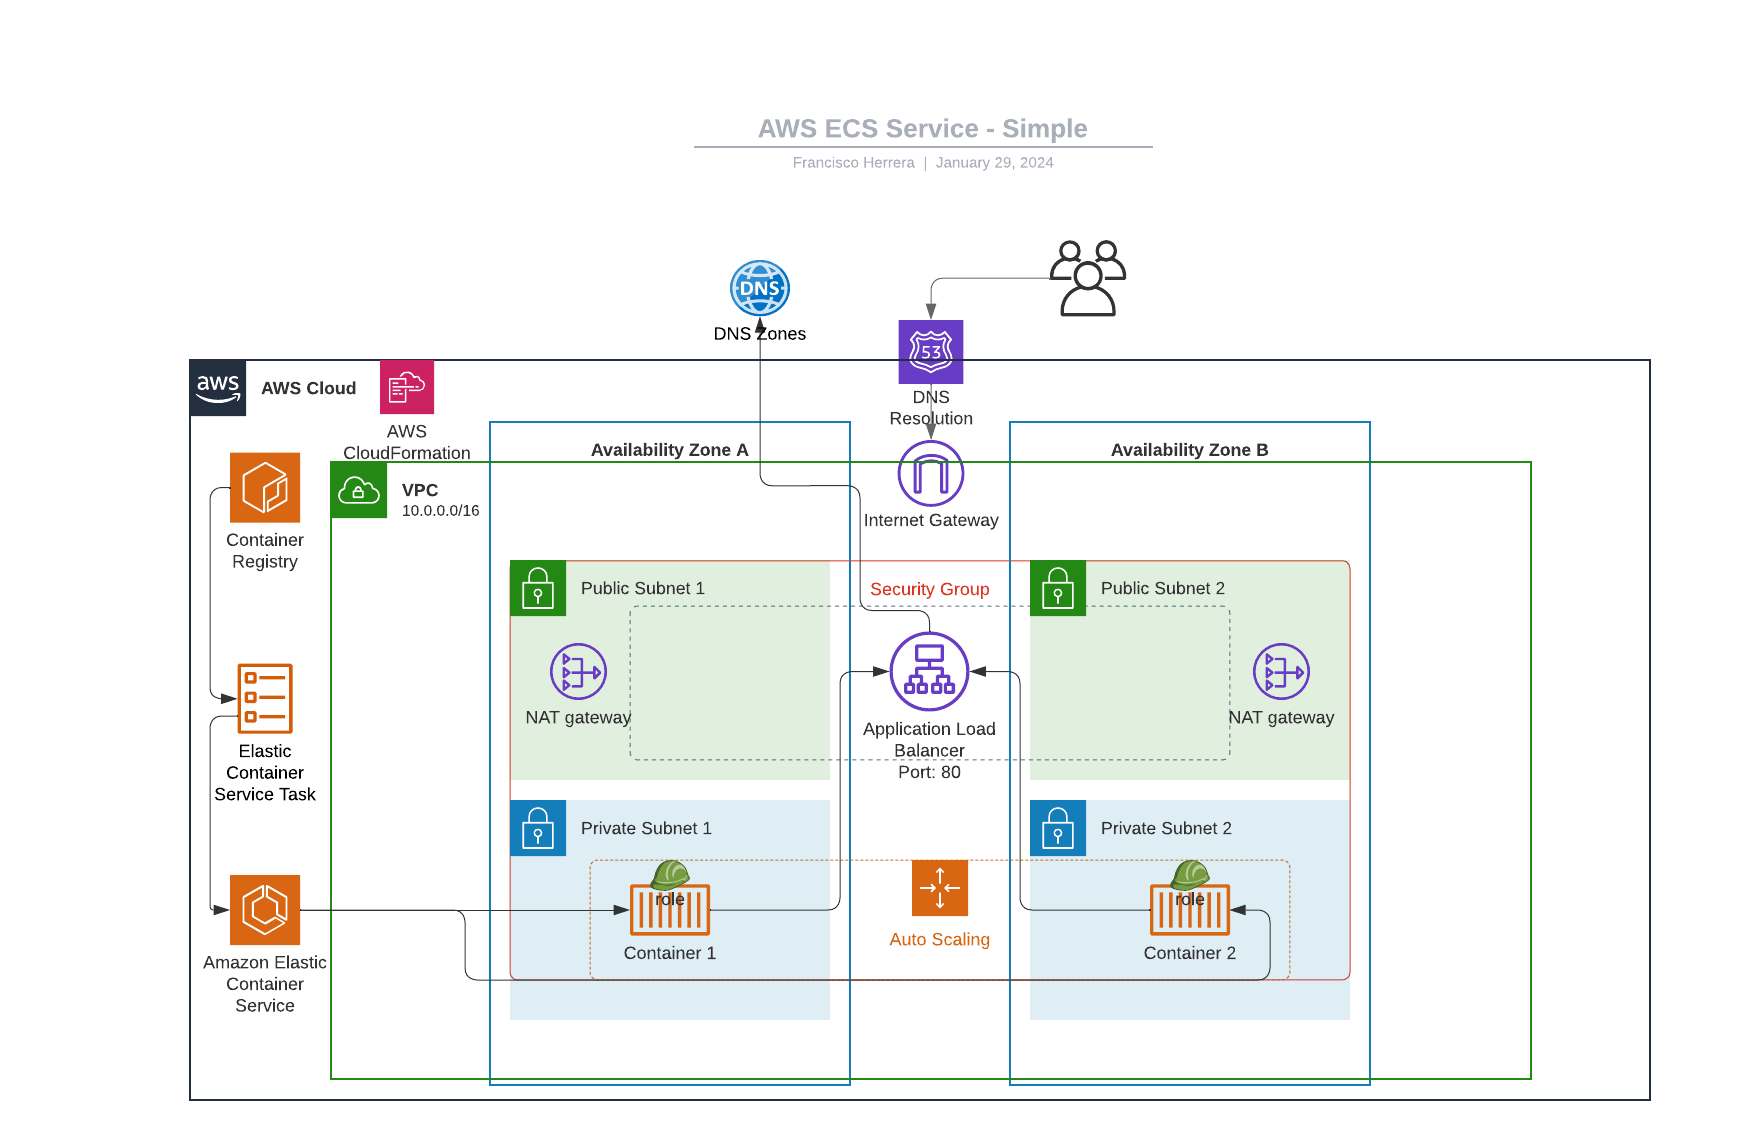 AWS ECS Service - Simple
Francisco Herrera | January 29, 2024
DNS
DNS Zones
53
DNS
Resolution
aws
AWS Cloud
AWS
CloudFormation
Availability Zone A
Availability Zone B
VPC
10.0.0.0/16
Internet Gateway
Container
Registry
Public Subnet 1
Security Group
Public Subnet 2
NAT gateway
NAT gateway
Application Load
Balancer
Port: 80
Elastic
Container
Service Task
Private Subnet 1
Private Subnet 2
role
role
Container 1
Auto Scaling
Container 2
Amazon Elastic
Container
Service